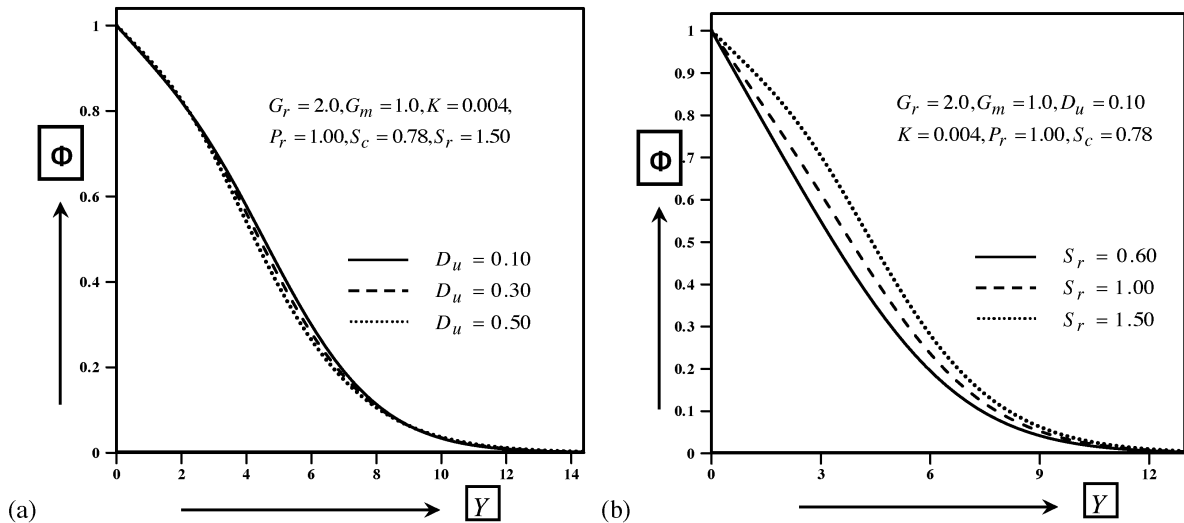 1
0.8
Φ
0.6
0.4
0.2
0
0 2 4 6 8 10 12 14
G_r = 2.0, G_m = 1.0, K = 0.004,
P_r = 1.00, S_c = 0.78, S_r = 1.50
D_u = 0.10
D_u = 0.30
D_u = 0.50
(a)
Y
1
0.9
0.8
Φ .7
0.6
0.5
0.4
0.3
0.2
0.1
0
0 3 6 9 12
G_r = 2.0, G_m = 1.0, D_u = 0.10
K = 0.004, P_r = 1.00, S_c = 0.78
S_r = 0.60
S_r = 1.00
S_r = 1.50
(b)
Y